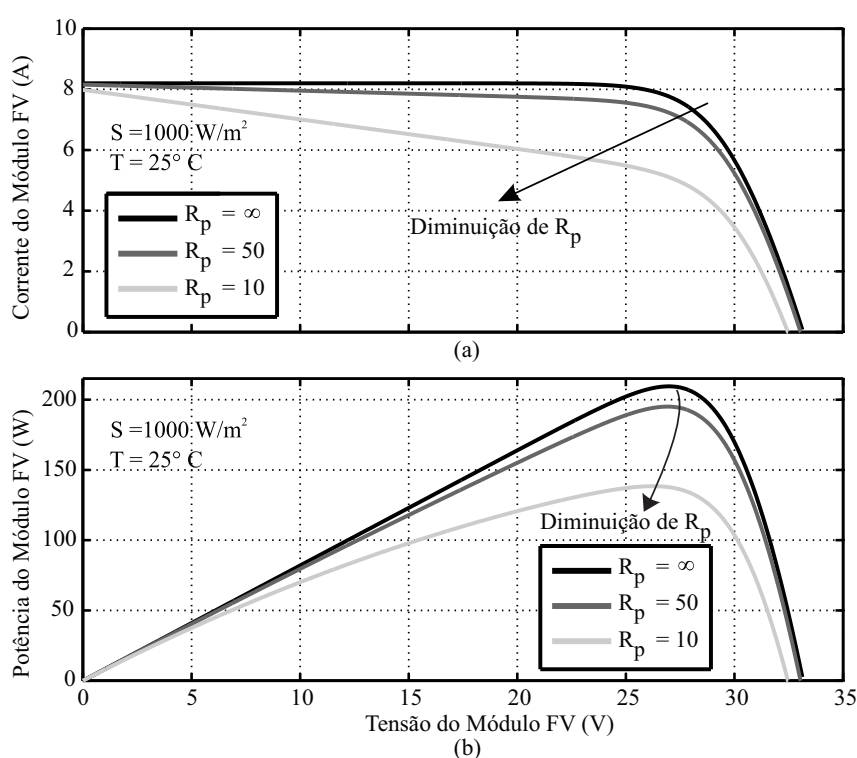 Corrente do Módulo FV (A)
10
8
6
4
2
0
S =1000 W/m²
T = 25° C
R_p = ∞
R_p = 50
R_p = 10
Diminuição de R_p
(a)
Potência do Módulo FV (W)
200
150
100
50
0
S =1000 W/m²
T = 25° C
Diminuição de R_p
R_p = ∞
R_p = 50
R_p = 10
0 5 10 15 20 25 30 35
Tensão do Módulo FV (V)
(b)